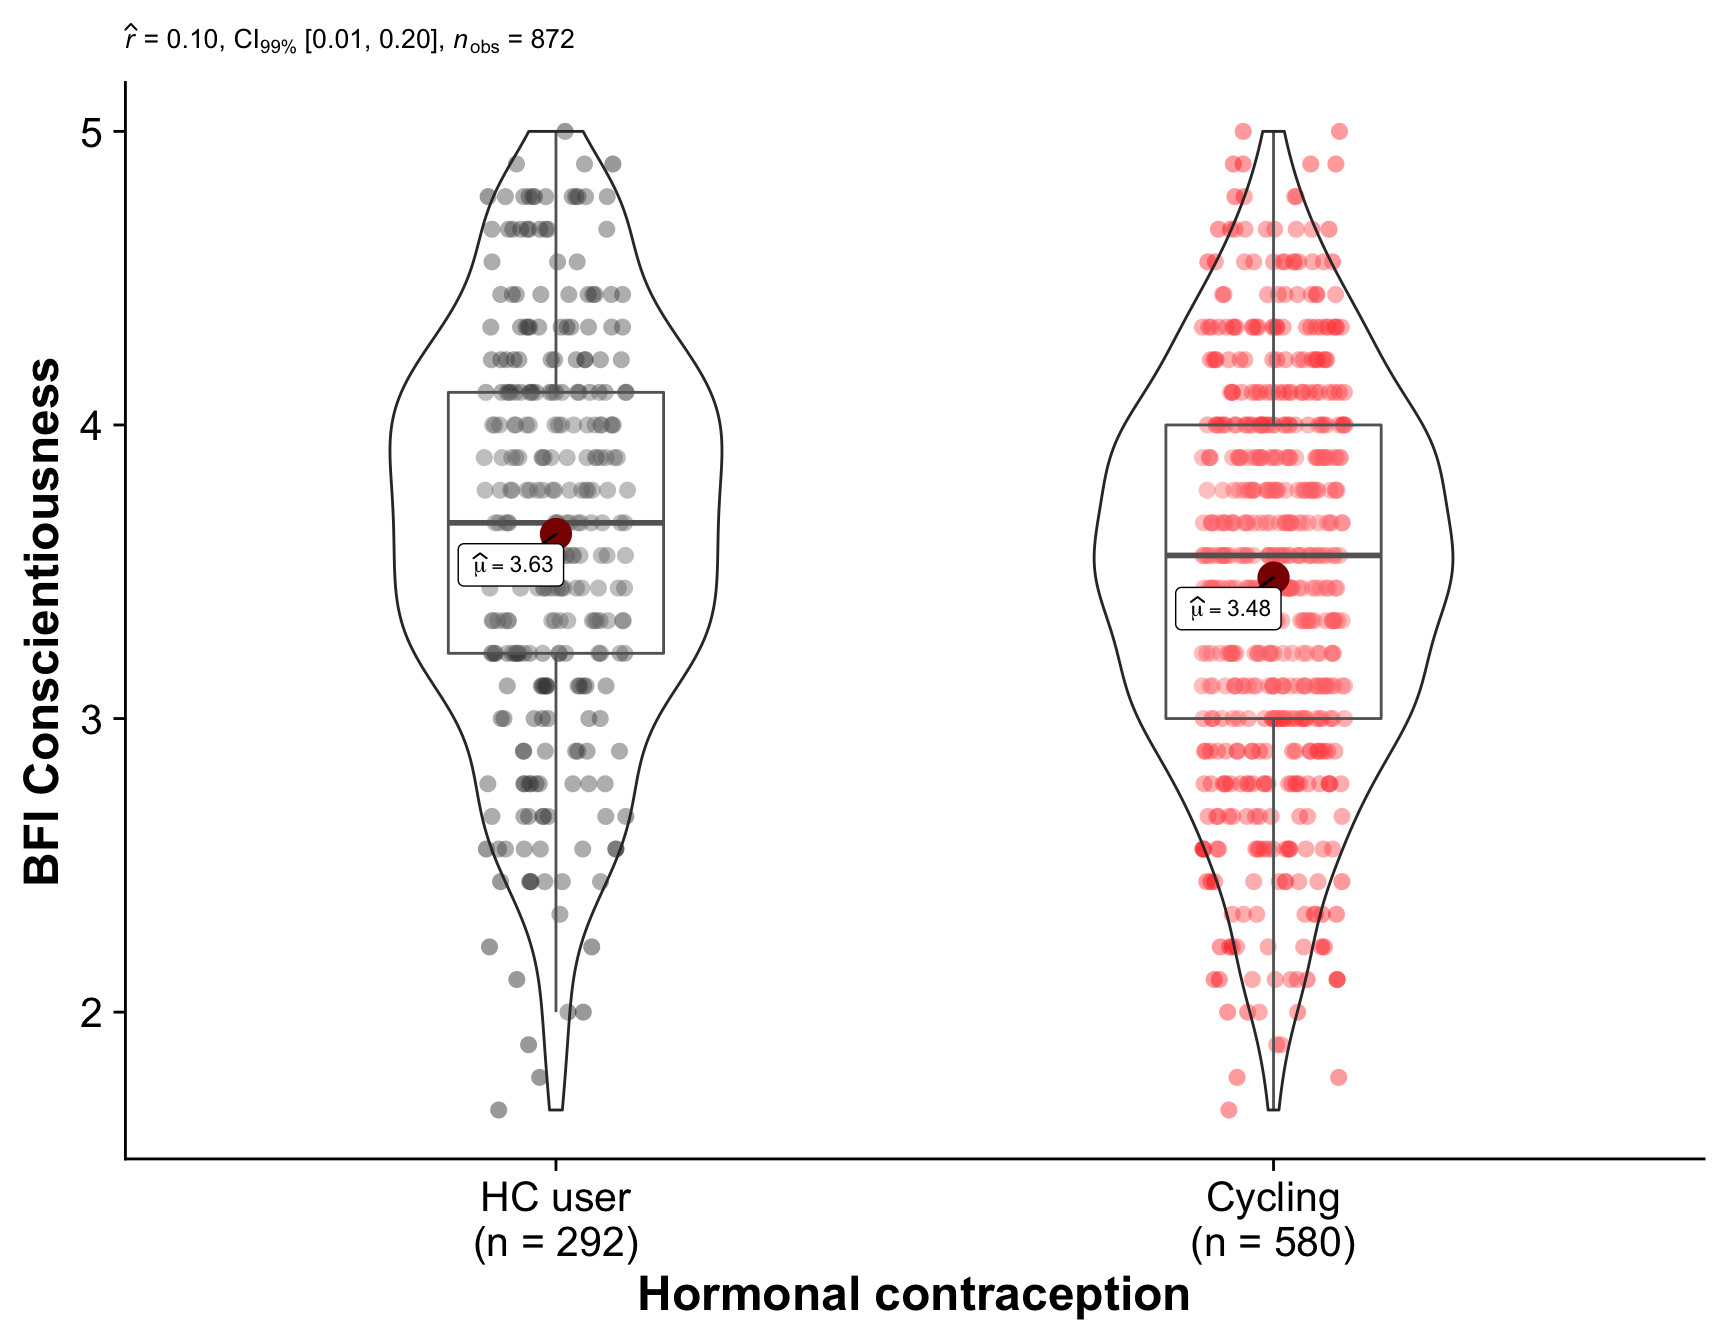 r̂ = 0.10, CI99% [0.01, 0.20], nobs = 872
BFI Conscientiousness
5
4
3
2
μ̂ = 3.63
μ̂ = 3.48
HC user
(n = 292)
Cycling
(n = 580)
Hormonal contraception